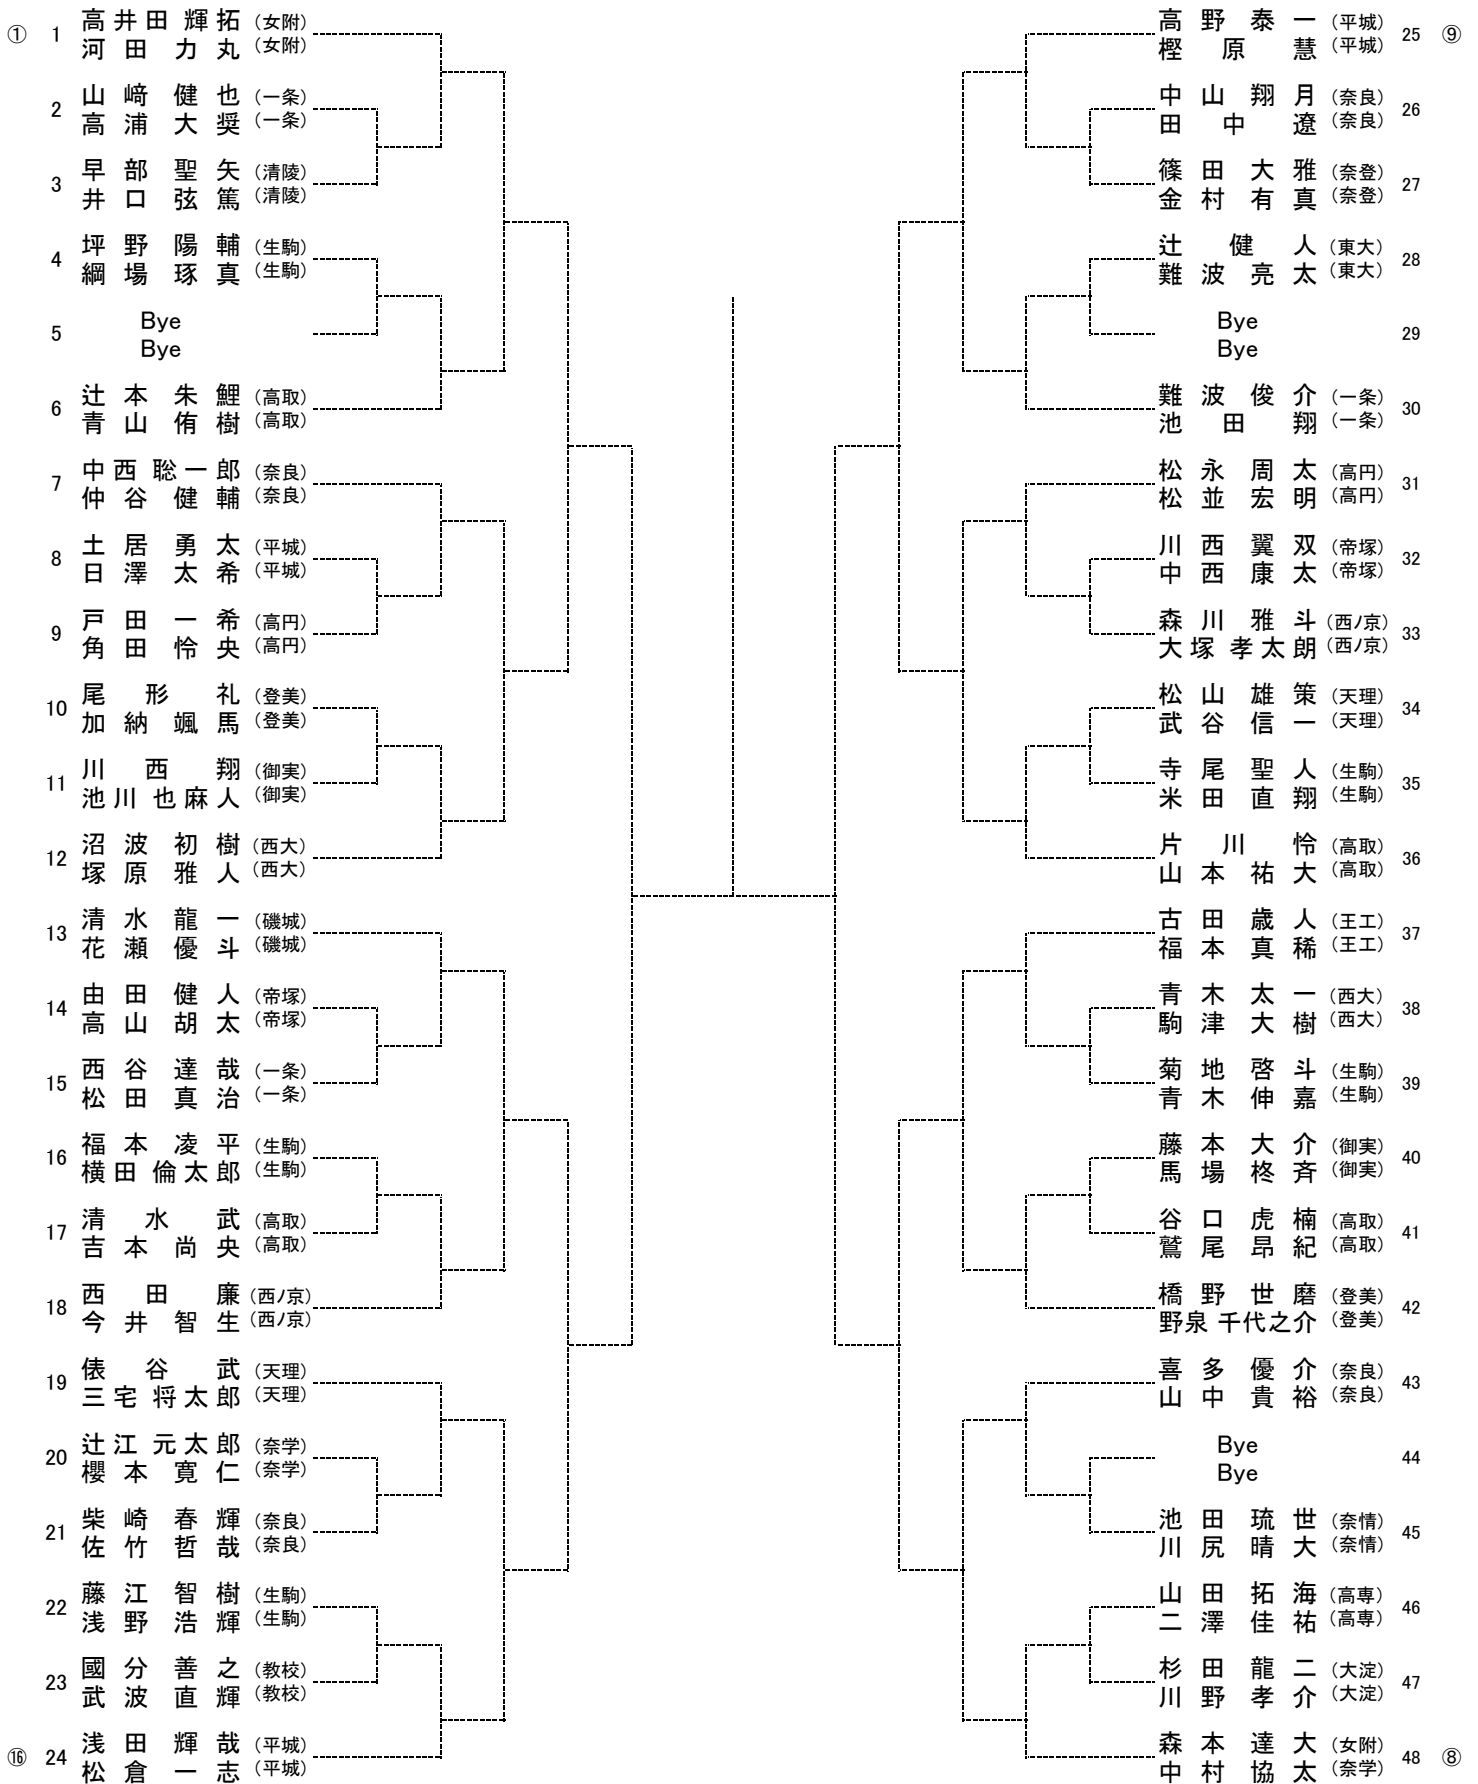 ① 1 高井田輝拓 (女附)
河田力丸 (女附)
2 山﨑健也 (一条)
高浦大奨 (一条)
3 早部聖矢 (清陵)
井口弦篤 (清陵)
4 坪野陽輔 (生駒)
綱場琢真 (生駒)
5 Bye
Bye
6 辻本朱鯉 (高取)
青山侑樹 (高取)
7 中西聡一郎 (奈良)
仲谷健輔 (奈良)
8 土居勇太 (平城)
日澤太希 (平城)
9 戸田一希 (高円)
角田怜央 (高円)
10 尾形礼 (登美)
加納颯馬 (登美)
11 川西翔 (御実)
池川也麻人 (御実)
12 沼波初樹 (西大)
塚原雅人 (西大)
13 清水龍一 (磯城)
花瀬優斗 (磯城)
14 由田健人 (帝塚)
高山胡太 (帝塚)
15 西谷達哉 (一条)
松田真治 (一条)
16 福本凌平 (生駒)
横田倫太郎 (生駒)
17 清水武 (高取)
吉本尚央 (高取)
18 西田廉 (西ノ京)
今井智生 (西ノ京)
19 俵谷武 (天理)
三宅将太郎 (天理)
20 辻江元太郎 (奈学)
櫻本寛仁 (奈学)
21 柴崎春輝 (奈良)
佐竹哲哉 (奈良)
22 藤江智樹 (生駒)
浅野浩輝 (生駒)
23 國分善之 (教校)
武波直輝 (教校)
⑯ 24 浅田輝哉 (平城)
松倉一志 (平城)
高野泰一 (平城) 25 ⑨
樫原慧 (平城)
中山翔月 (奈良) 26
田中遼 (奈良)
篠田大雅 (奈登) 27
金村有真 (奈登)
辻健人 (東大) 28
難波亮太 (東大)
Bye 29
Bye
難波俊介 (一条) 30
池田翔 (一条)
松永周太 (高円) 31
松並宏明 (高円)
川西翼双 (帝塚) 32
中西康太 (帝塚)
森川雅斗 (西ノ京) 33
大塚孝太朗 (西ノ京)
松山雄策 (天理) 34
武谷信一 (天理)
寺尾聖人 (生駒) 35
米田直翔 (生駒)
片川怜 (高取) 36
山本祐大 (高取)
古田歳人 (王工) 37
福本真稀 (王工)
青木太一 (西大) 38
駒津大樹 (西大)
菊地啓斗 (生駒) 39
青木伸嘉 (生駒)
藤本大介 (御実) 40
馬場柊斉 (御実)
谷口虎楠 (高取) 41
鷲尾昂紀 (高取)
橋野世磨 (登美) 42
野泉千代之介 (登美)
喜多優介 (奈良) 43
山中貴裕 (奈良)
Bye 44
Bye
池田琉世 (奈情) 45
川尻晴大 (奈情)
山田拓海 (高専) 46
二澤佳祐 (高専)
杉田龍二 (大淀) 47
川野孝介 (大淀)
森本達大 (女附) 48 ⑧
中村協太 (奈学)